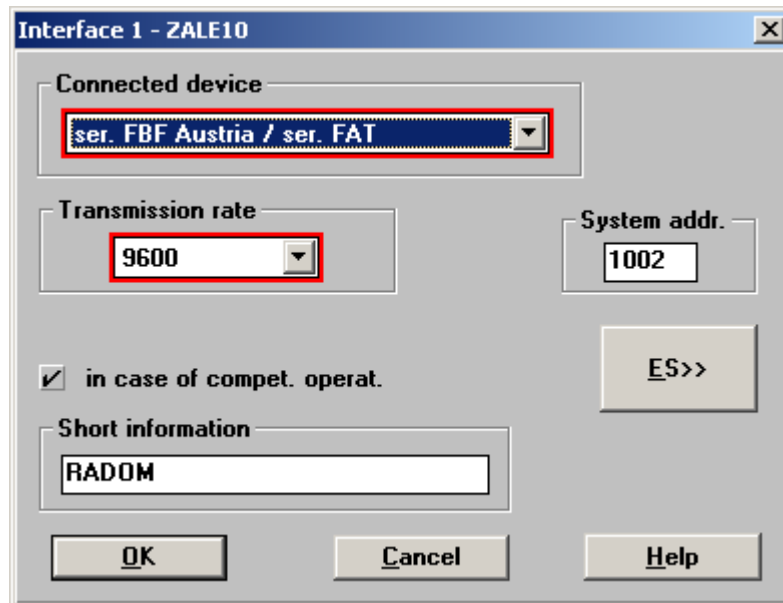 Interface 1 - ZALE10
Connected device
ser. FBF Austria / ser. FAT
Transmission rate
9600
System addr.
1002
in case of compet. operat.
ES>>
Short information
RADOM
OK
Cancel
Help